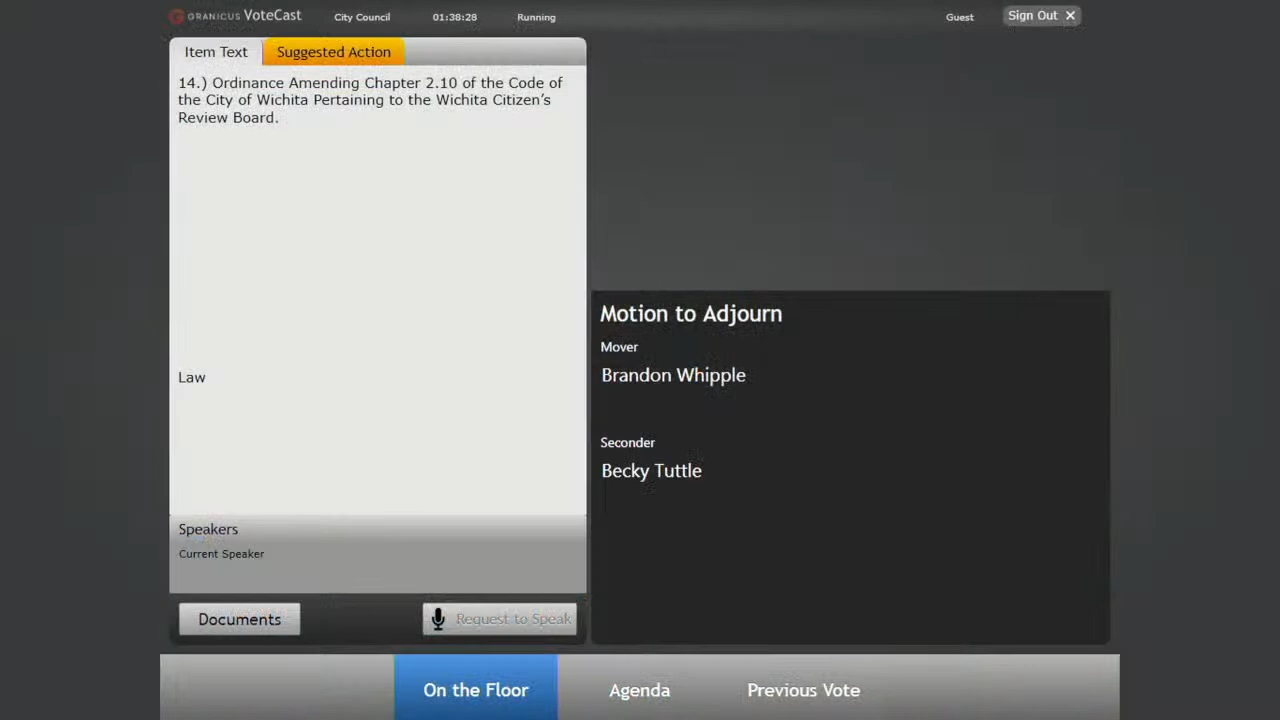 GRANICUS VoteCast City Council 01:38:28 Running Guest Sign Out X
Item Text Suggested Action
14.) Ordinance Amending Chapter 2.10 of the Code of
the City of Wichita Pertaining to the Wichita Citizen’s
Review Board.
Law
Speakers
Current Speaker
Documents Request to Speak
Motion to Adjourn
Mover
Brandon Whipple
Seconder
Becky Tuttle
On the Floor Agenda Previous Vote